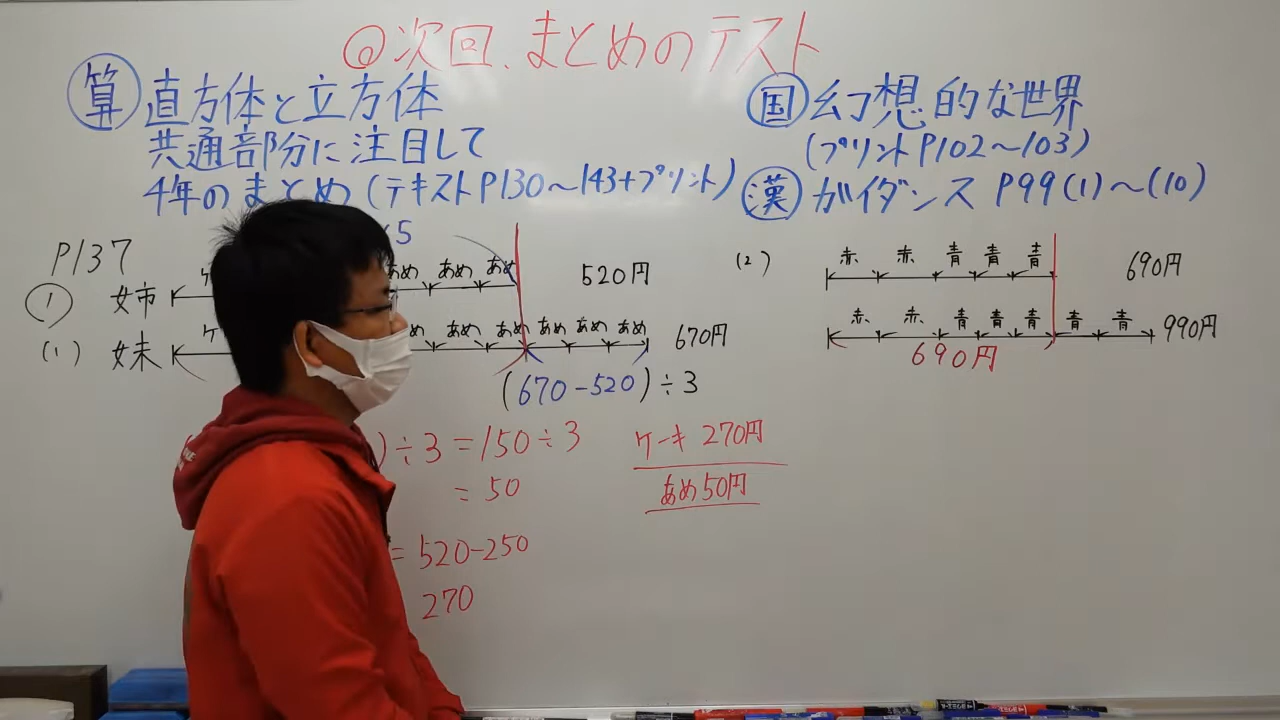 @次回、まとめのテスト
算 直方体と立方体
共通部分に注目して
4年のまとめ(テキストP130～143+プリント)
国 幻想的な世界
(プリントP102～103)
漢 ガイダンス P99(1)～(10)
5
P137
① 姉 ケ あめ あめ あめ 520円
(1) 妹 ケ め あめ あめ あめ あめ あめ 670円
(670-520)÷3
)÷3=150÷3
=50
=520-250
270
ケーキ 270円
あめ50円
(2) 赤 赤 青 青 青 690円
赤 赤 青 青 青 青 青 990円
690円